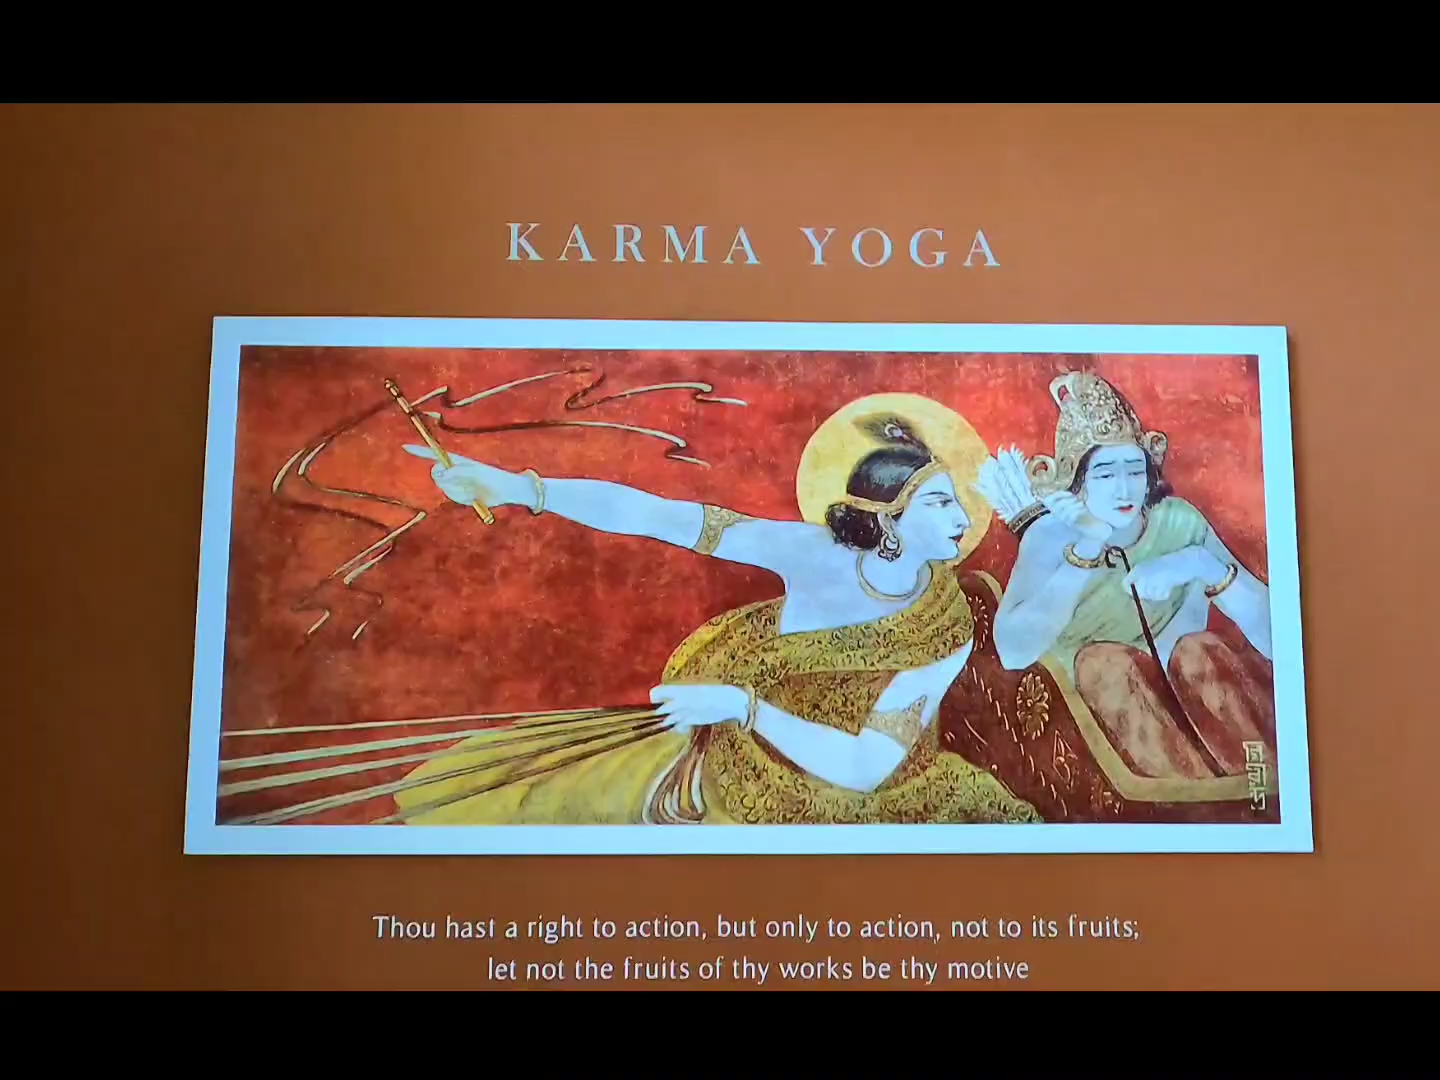 KARMA YOGA
Thou hast a right to action, but only to action, not to its fruits;
let not the fruits of thy works be thy motive